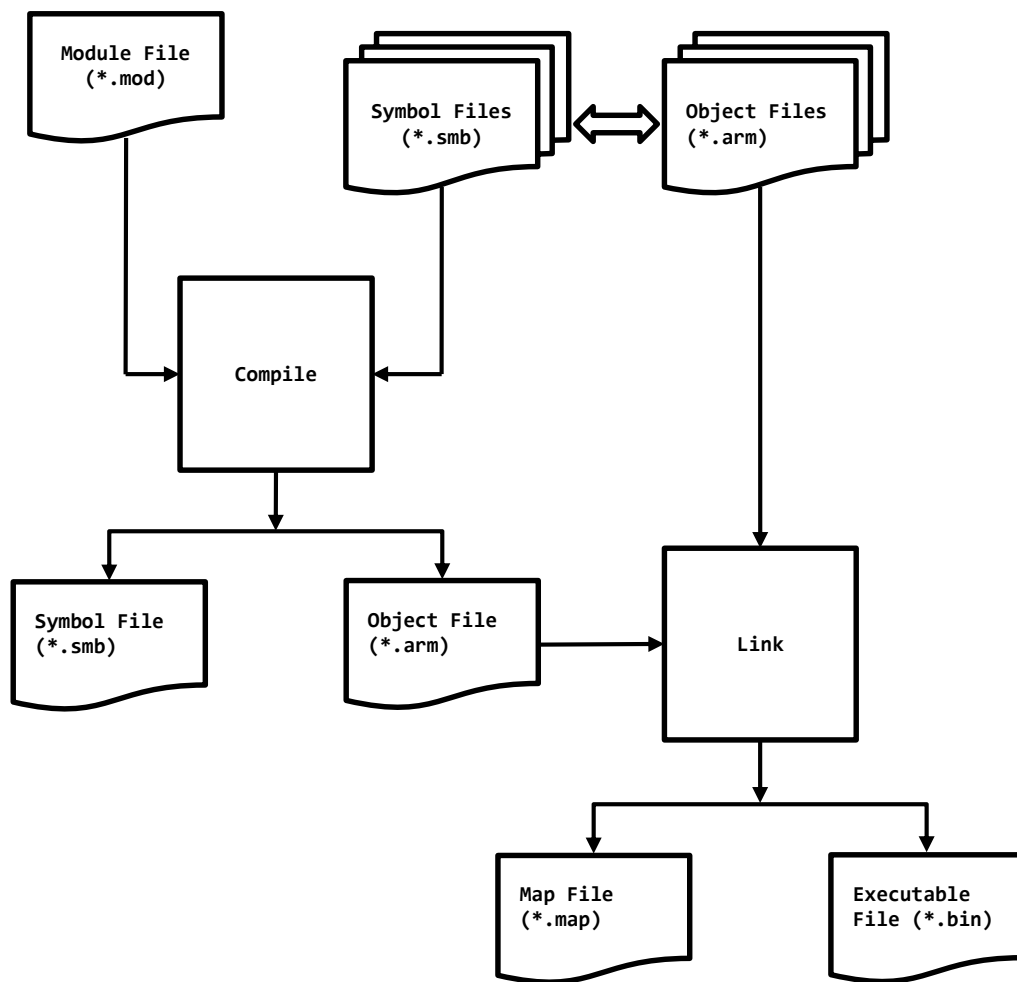 Module File
(*.mod)
Symbol Files
(*.smb)
Object Files
(*.arm)
Compile
Symbol File
(*.smb)
Object File
(*.arm)
Link
Map File
(*.map)
Executable
File (*.bin)